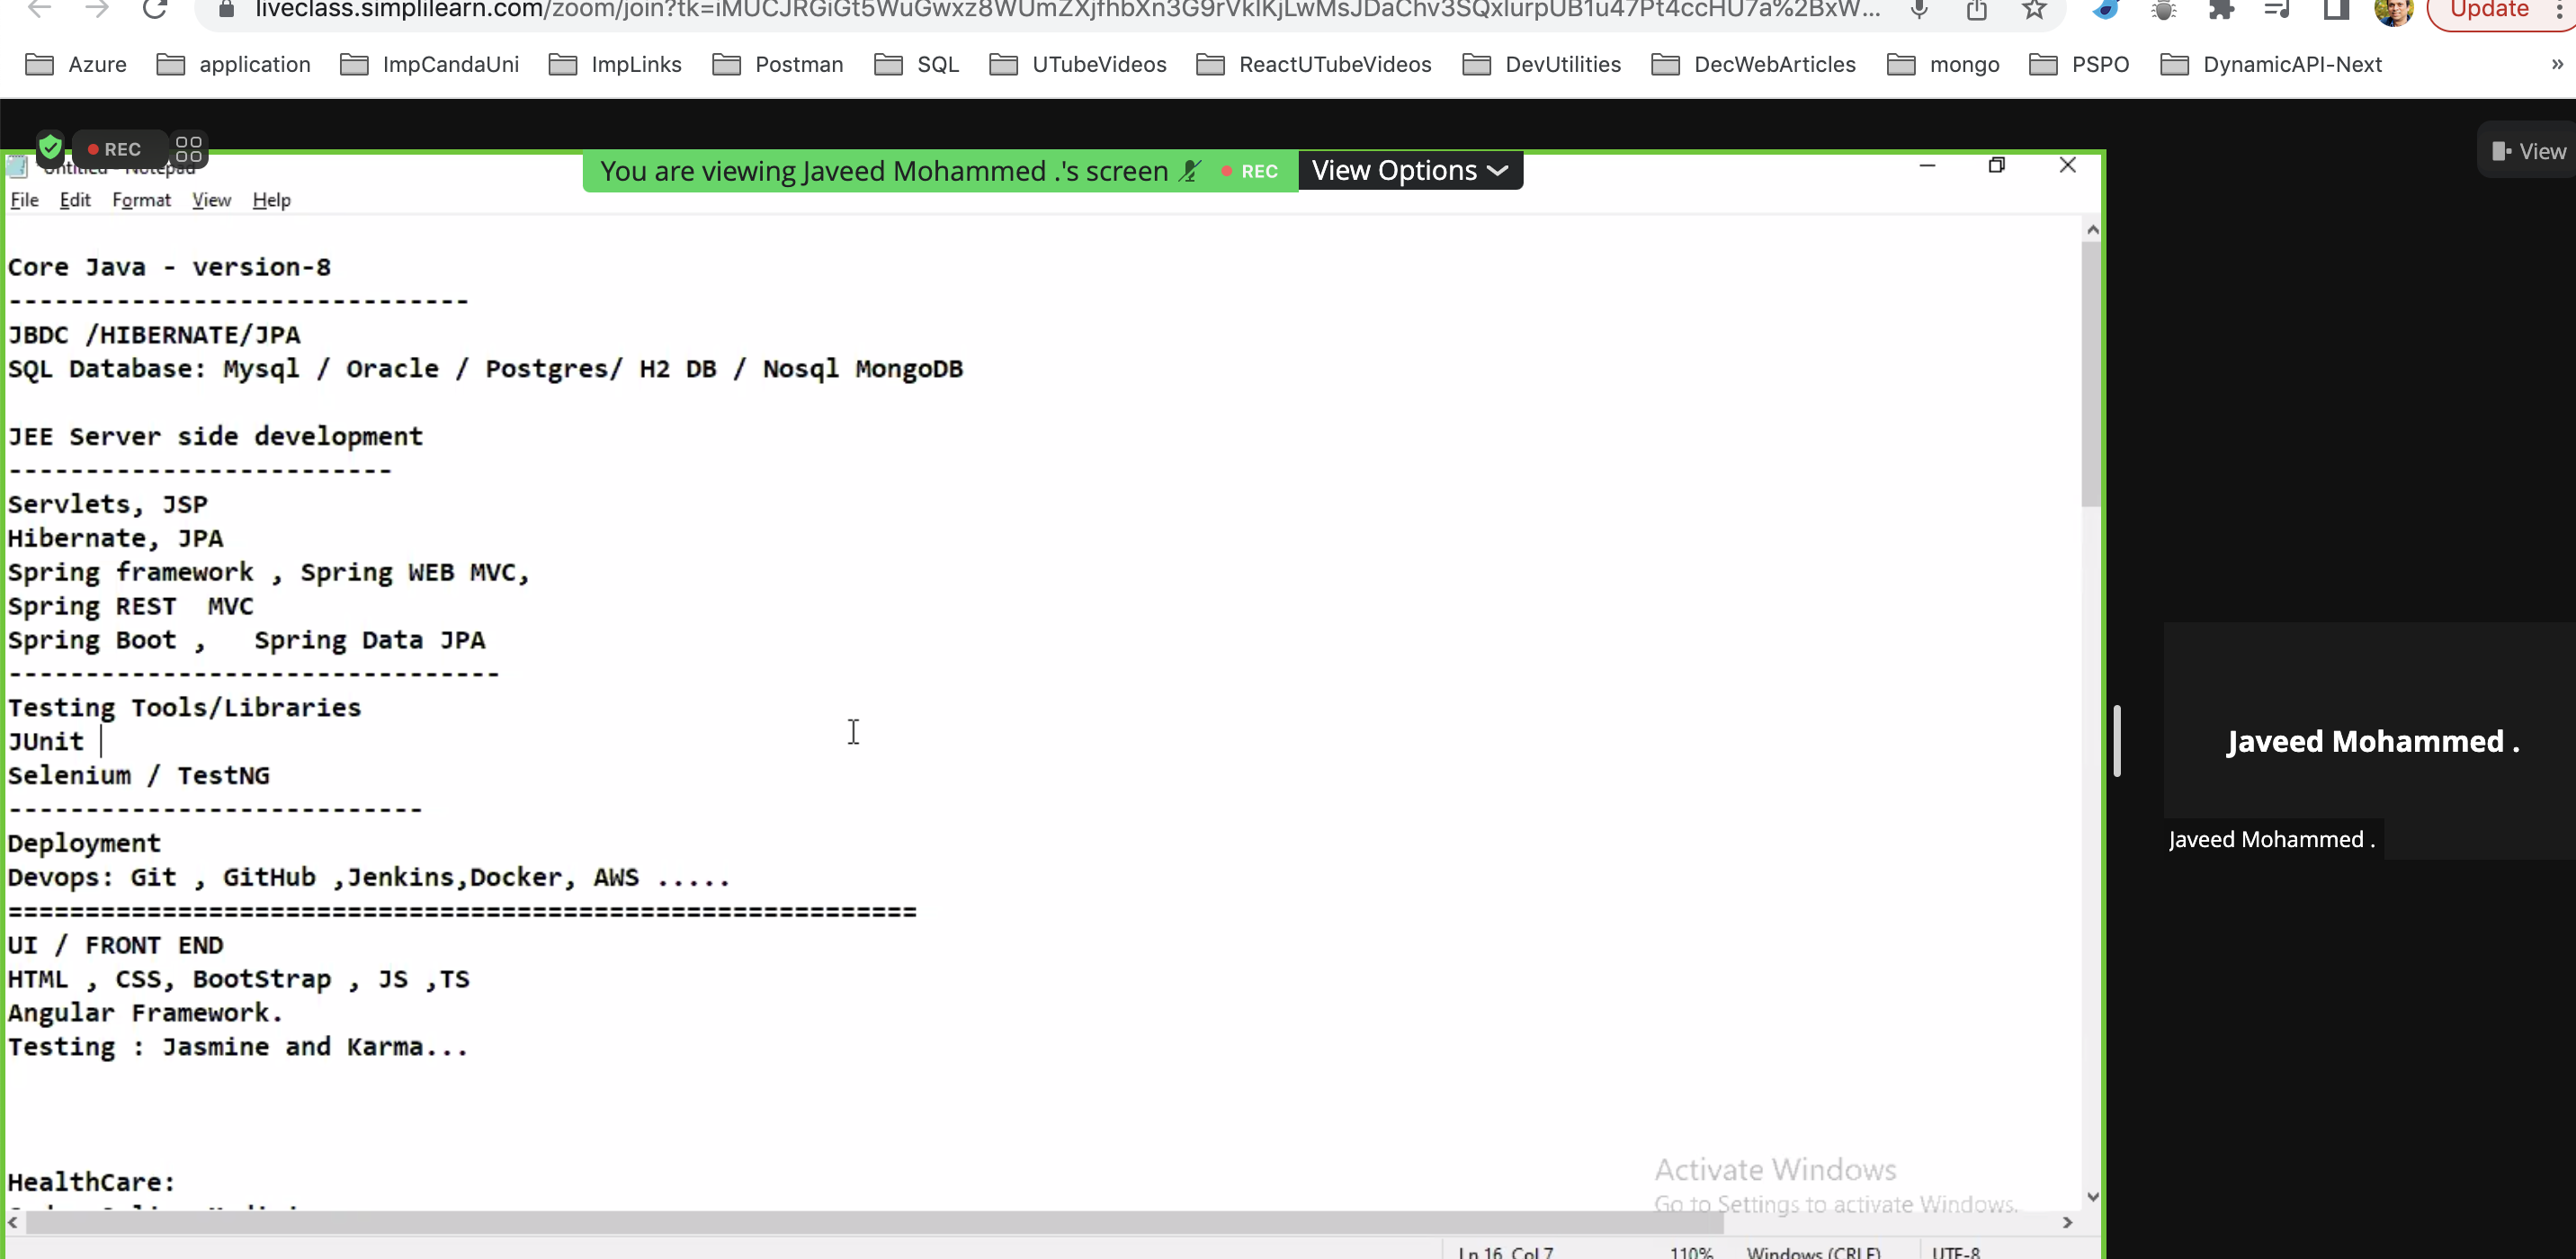 liveclass.simplilearn.com/zoom/join?tk=
Update
Azure application ImpCandaUni ImpLinks Postman SQL UTubeVideos ReactUTubeVideos DevUtilities DecWebArticles mongo PSPO DynamicAPI-Next »
REC
Untitled - Notepad
You are viewing Javeed Mohammed .'s screen REC View Options
View
File Edit Format View Help
Core Java - version-8
------------------------------
JBDC /HIBERNATE/JPA
SQL Database: Mysql / Oracle / Postgres/ H2 DB / Nosql MongoDB
JEE Server side development
-------------------------
Servlets, JSP
Hibernate, JPA
Spring framework , Spring WEB MVC,
Spring REST  MVC
Spring Boot ,   Spring Data JPA
--------------------------------
Testing Tools/Libraries
JUnit
Selenium / TestNG
---------------------------
Deployment
Devops: Git , GitHub ,Jenkins,Docker, AWS .....
===========================================================
UI / FRONT END
HTML , CSS, BootStrap , JS ,TS
Angular Framework.
Testing : Jasmine and Karma...
HealthCare:
Javeed Mohammed .
Javeed Mohammed .
Activate Windows
Go to Settings to activate Windows.
Ln 16, Col 7 110% Windows (CRLF) UTF-8